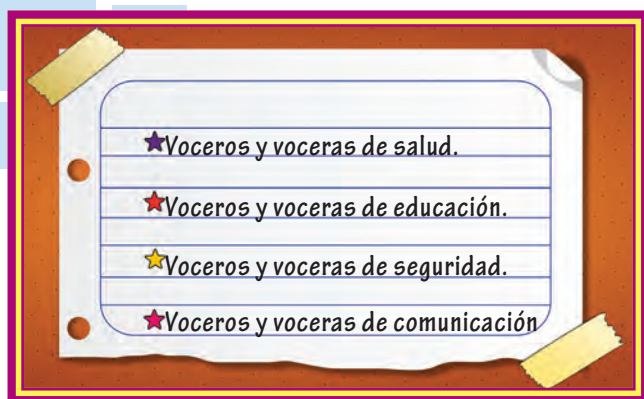 Voceros y voceras de salud.
Voceros y voceras de educación.
Voceros y voceras de seguridad.
Voceros y voceras de comunicación